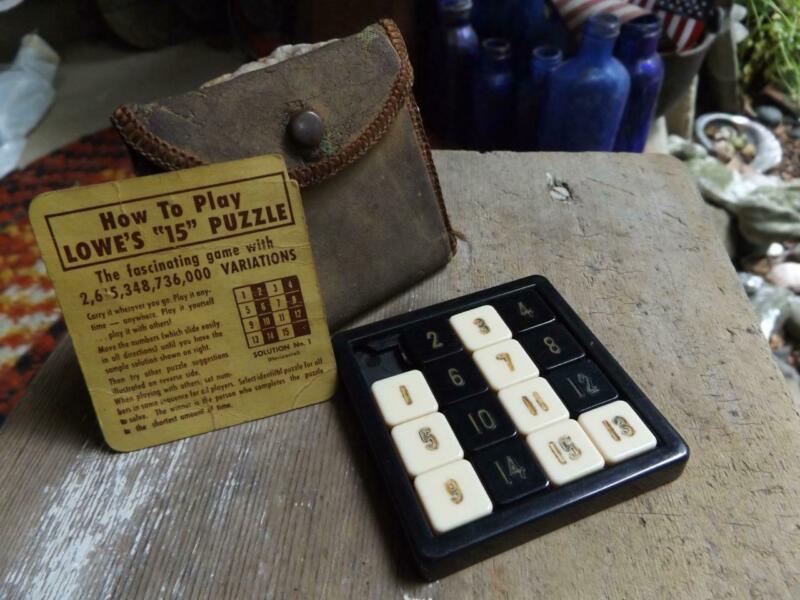 How To Play
LOWE'S "15" PUZZLE
The fascinating game with
VARIATIONS
Carry it wherever you go. Play it any-
time — anywhere. Play it yourself
play it with others!
Move the numbers (which slide easily
in all directions) until you have the
sample solution shown on right.
Then try other puzzle suggestions
illustrated on reverse side.
When playing with others, set num-
bers in same sequence for all players. Select identical puzzle for all
to solve. The winner is the person who completes the puzzle
in the shortest amount of time.
1 2 3 4
5 6 7 8
9 10 11 12
13 14 15
SOLUTION No. 1
(Horizontal)
2 3 4
1 6 7 8
5 10 11 12
9 14 15 13